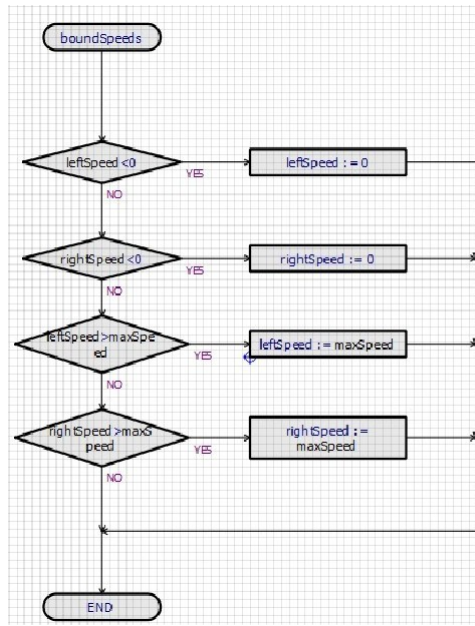 boundSpeeds
leftSpeed <0
YES
leftSpeed := 0
NO
rightSpeed <0
YES
rightSpeed := 0
NO
leftSpeed>maxSpe
ed
YES
leftSpeed := maxSpeed
NO
rightSpeed>maxS
peed
YES
rightSpeed :=
maxSpeed
NO
END